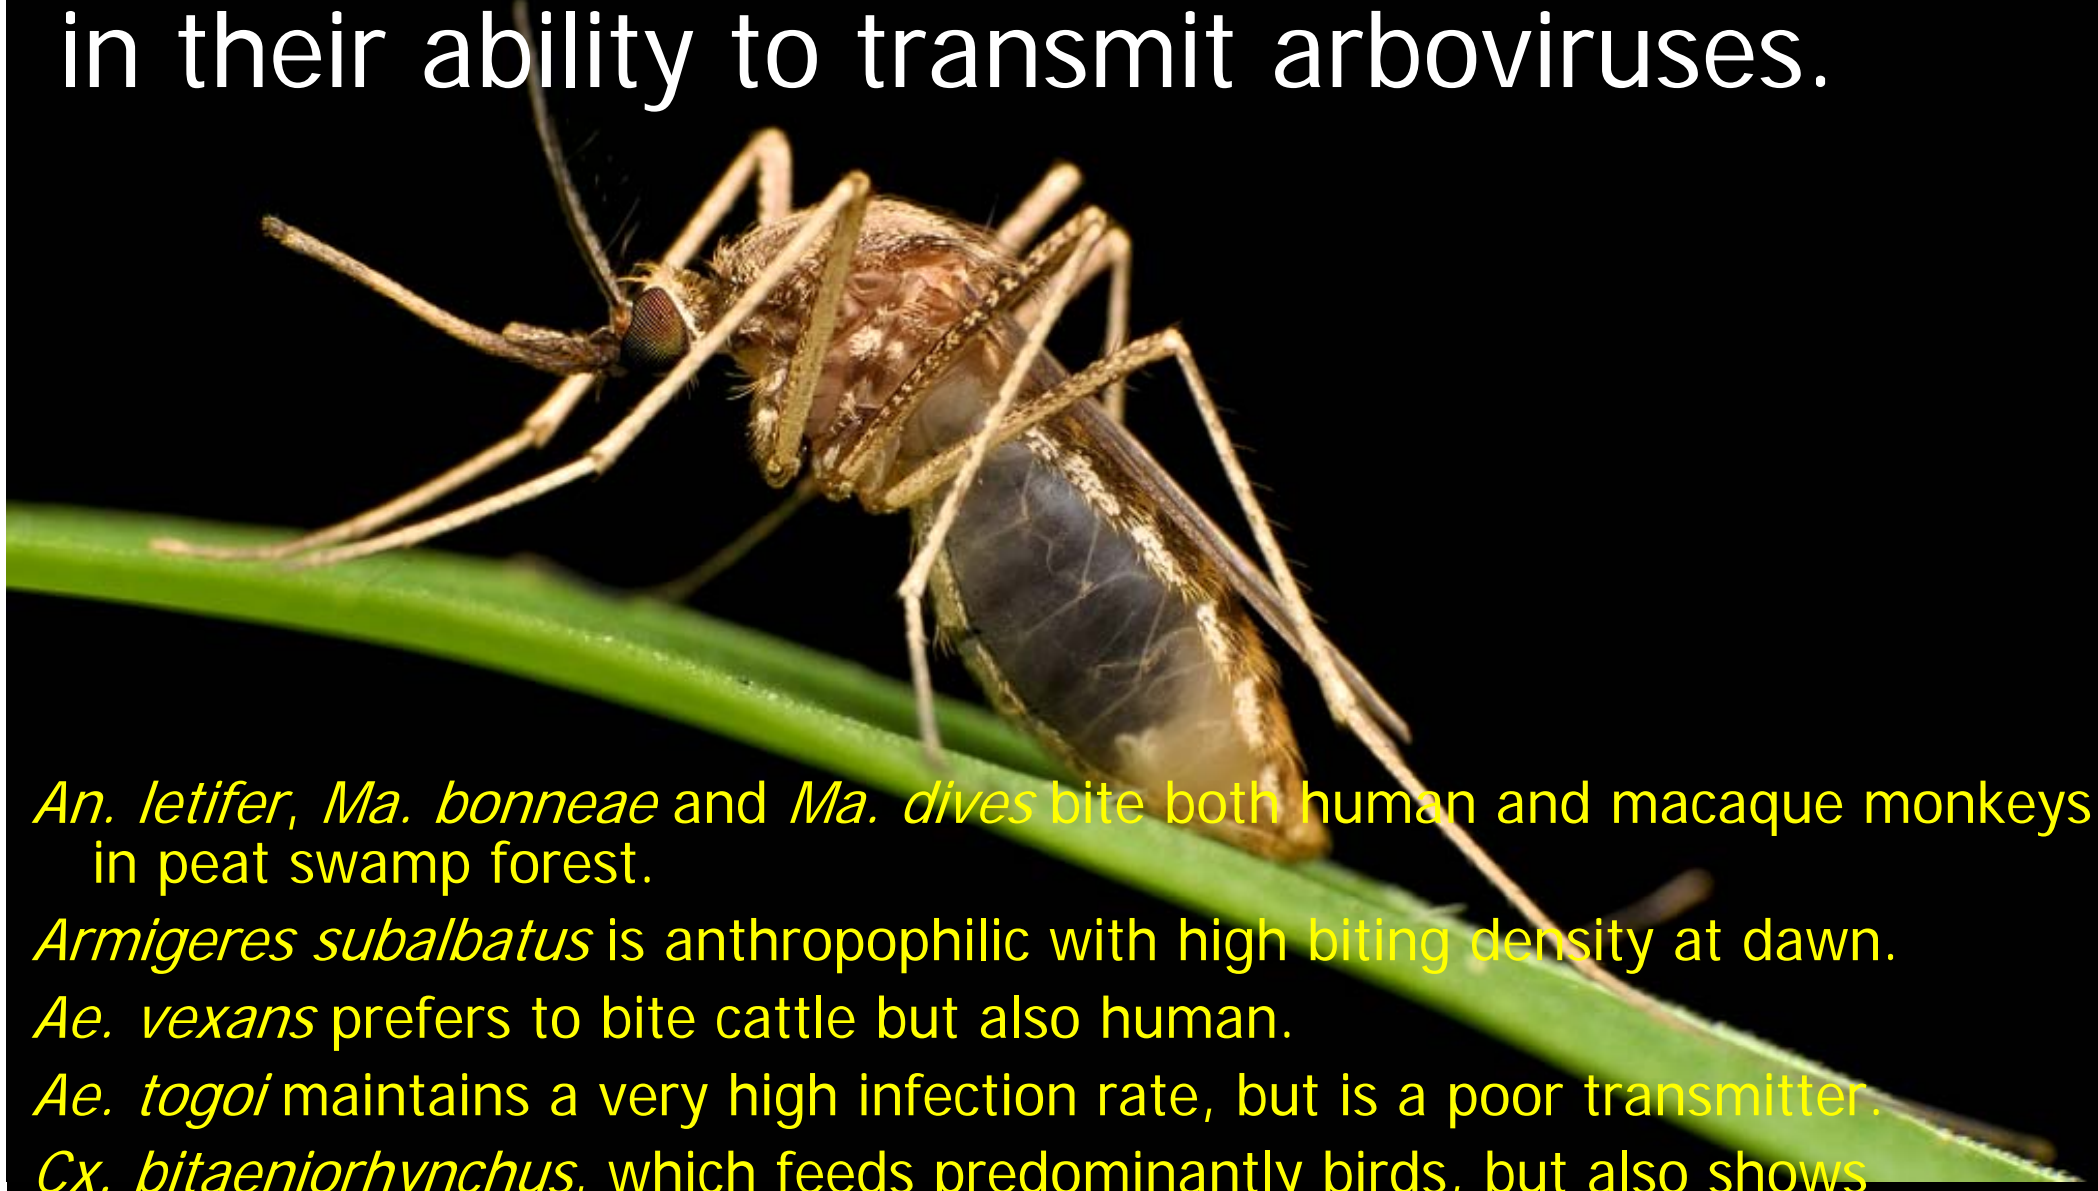 in their ability to transmit arboviruses.
An. letifer, Ma. bonneae and Ma. dives bite both human and macaque monkeys
in peat swamp forest.
Armigeres subalbatus is anthropophilic with high biting density at dawn.
Ae. vexans prefers to bite cattle but also human.
Ae. togoi maintains a very high infection rate, but is a poor transmitter.
Cx. bitaeniorhynchus, which feeds predominantly birds, but also shows